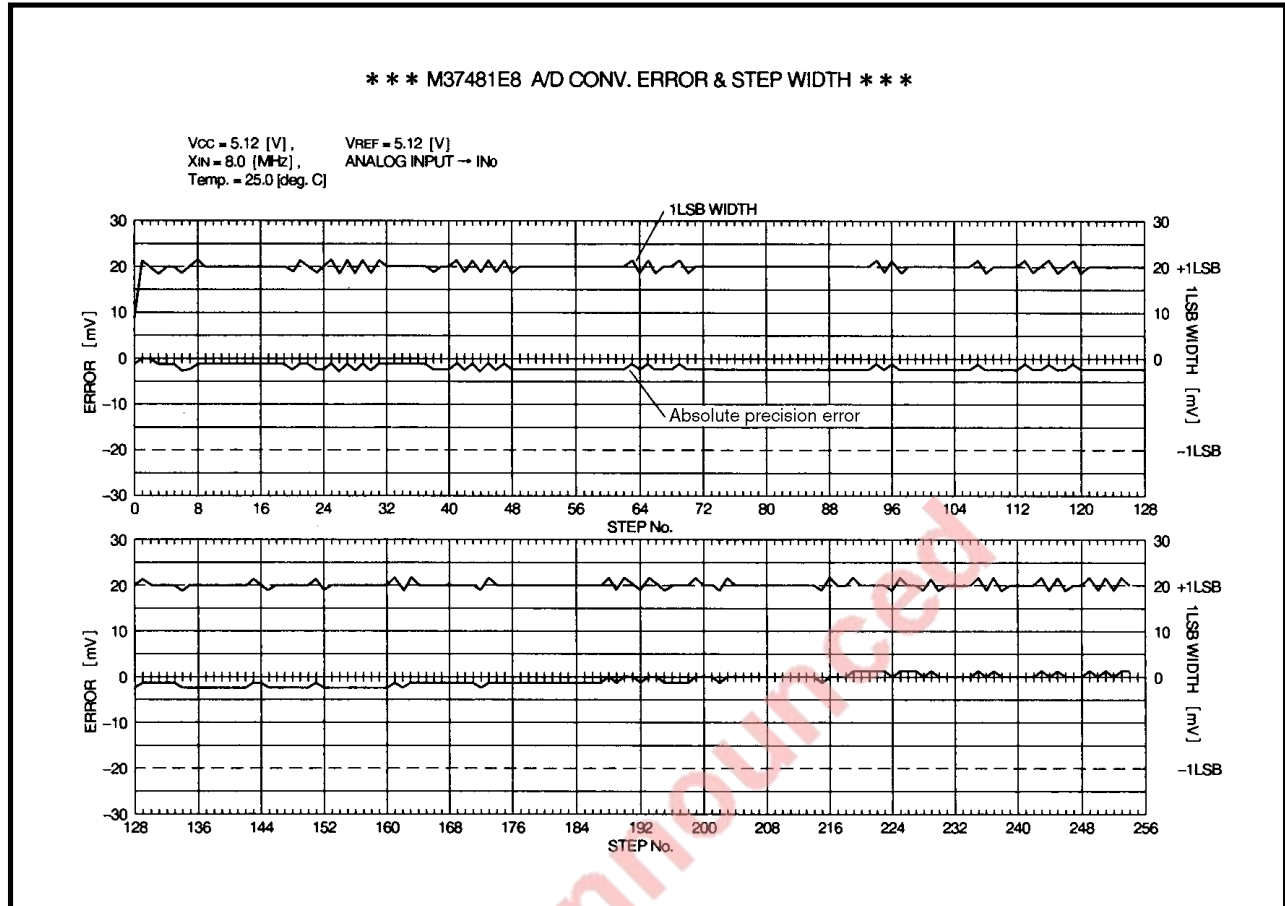 *** M37481E8 A/D CONV. ERROR & STEP WIDTH ***
VCC = 5.12 [V] , VREF = 5.12 [V]
XIN = 8.0 [MHz] , ANALOG INPUT → IN0
Temp. = 25.0 [deg. C]
1LSB WIDTH
30 30
20 20 +1LSB
10 10
0 0
−10
−20 −1LSB
−30
ERROR [mV]
1LSB WIDTH [mV]
Absolute precision error
0 8 16 24 32 40 48 56 64 72 80 88 96 104 112 120 128
STEP No.
30 30
20 20 +1LSB
10 10
0 0
−10
−20 −1LSB
−30
ERROR [mV]
1LSB WIDTH [mV]
128 136 144 152 160 168 176 184 192 200 208 216 224 232 240 248 256
STEP No.
nnounced